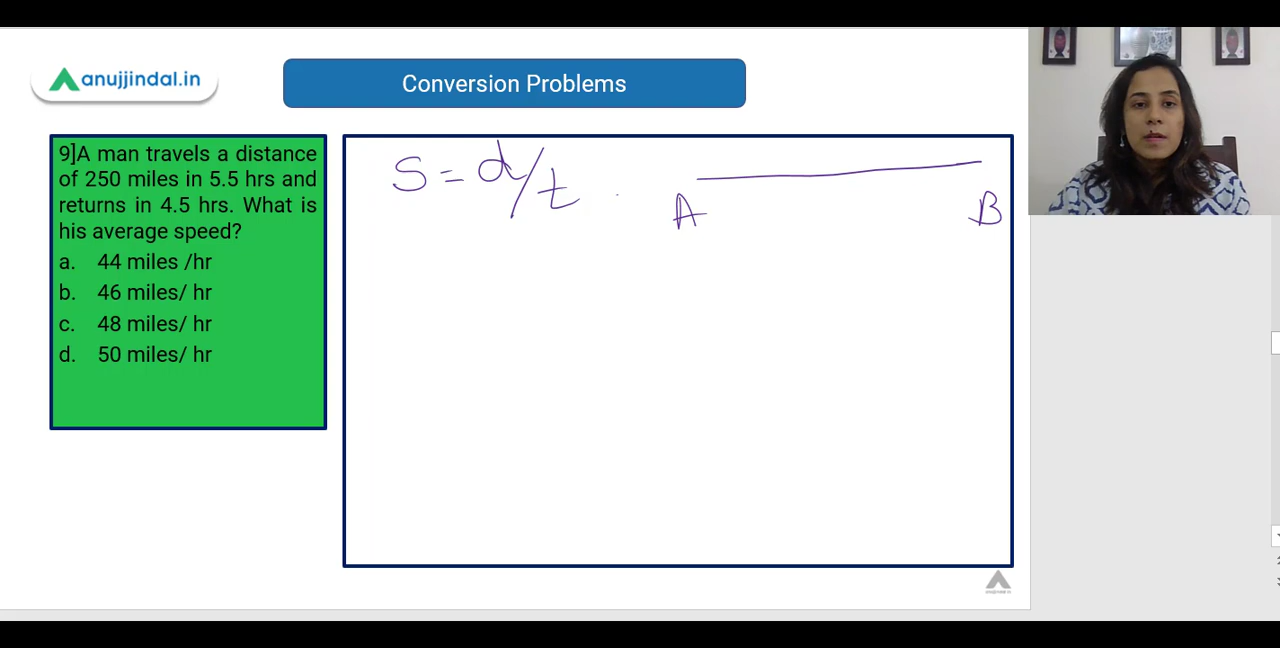 anujjindal.in
Conversion Problems
9]A man travels a distance
of 250 miles in 5.5 hrs and
returns in 4.5 hrs. What is
his average speed?
a. 44 miles /hr
b. 46 miles/ hr
c. 48 miles/ hr
d. 50 miles/ hr
S = d/t
A B